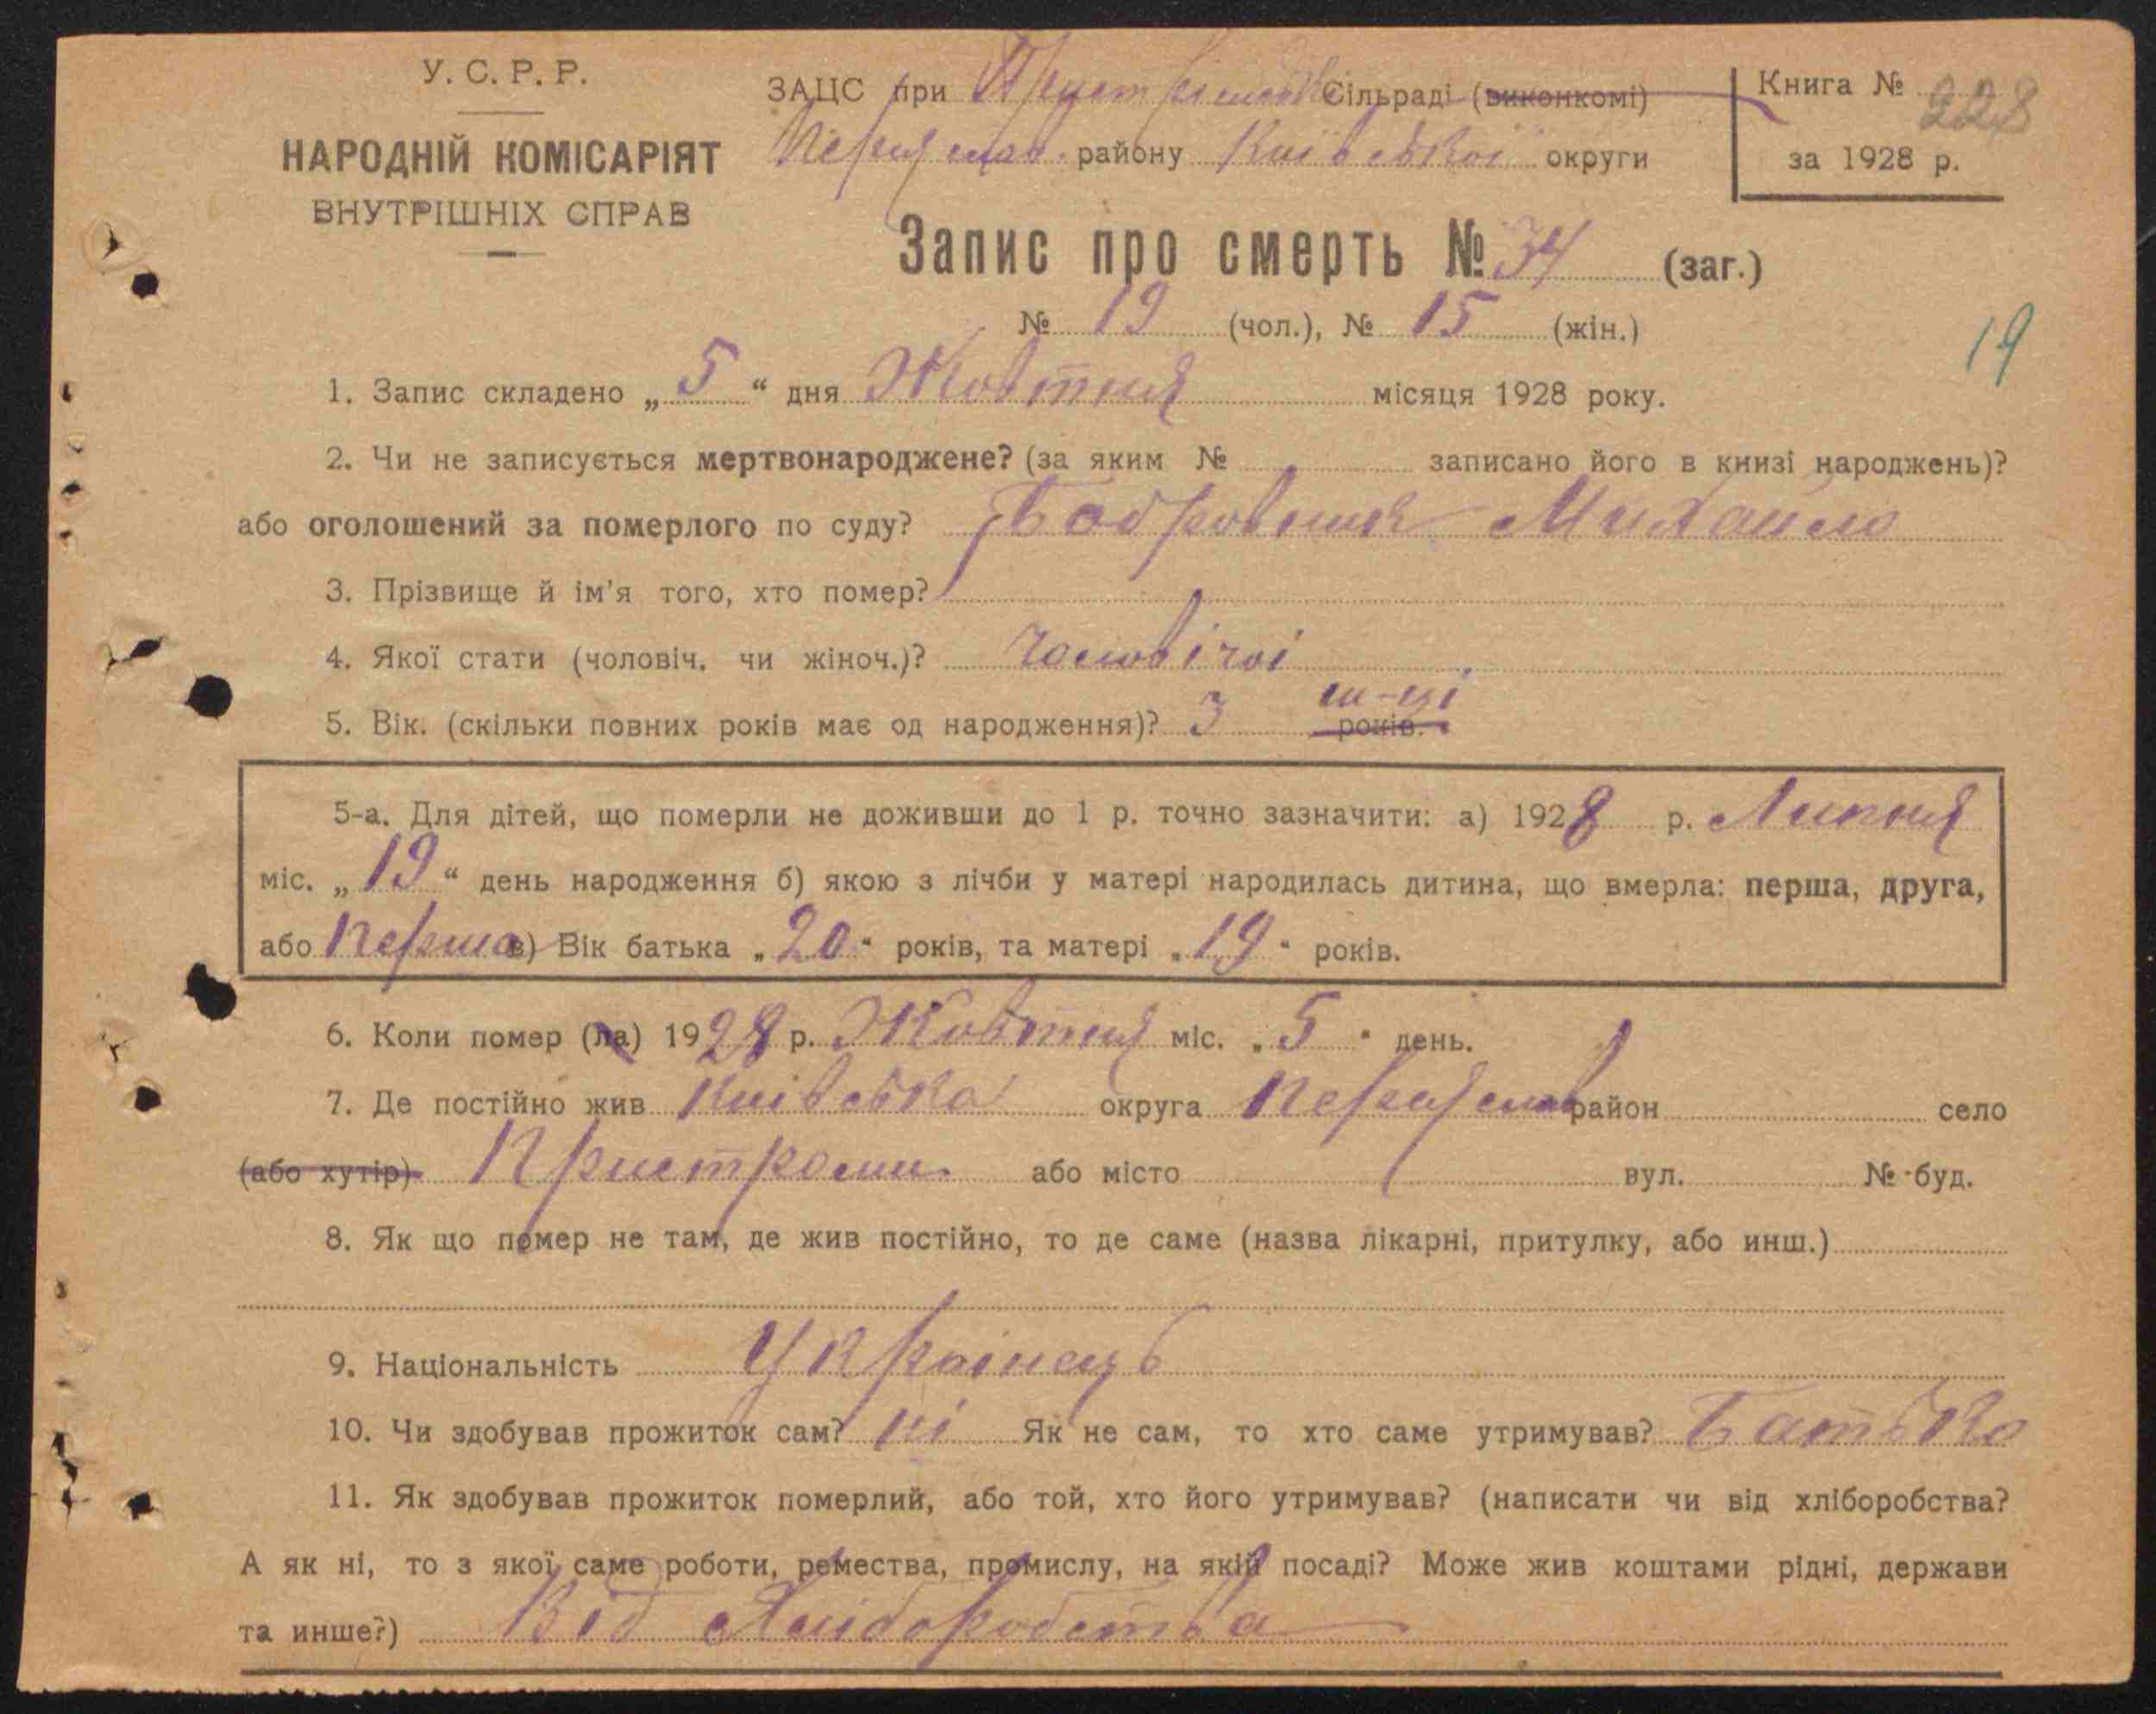 У. С. Р. Р.
НАРОДНІЙ КОМІСАРІЯТ
ВНУТРІШНІХ СПРАВ
ЗАЦС при Сільраді (виконкомі)
Переяслав. району Київської округи
Книга № 228
за 1928 р.
Запис про смерть № 34 (заг.)
№ 19 (чол.), № 15 (жін.)
19
1. Запис складено „5“ дня Жовтня місяця 1928 року.
2. Чи не записується мертвонароджене? (за яким № записано його в книзі народжень)?
або оголошений за померлого по суду? Бобровник Михайло
3. Прізвище й ім'я того, хто помер?
4. Якої стати (чоловіч. чи жіноч.)? Чоловічої
5. Вік. (скільки повних років має од народження)? 3 м-ці років.
5-а. Для дітей, що померли не доживши до 1 р. точно зазначити: а) 1928 р. Липня
міс. „19“ день народження б) якою з лічби у матері народилась дитина, що вмерла: перша, друга,
або Перша в) Вік батька „20“ років, та матері „19“ років.
6. Коли помер (ла) 1928 р. Жовтня міс. „5“ день.
7. Де постійно жив Київська округа Переяслав район село
(або хутір) Пристроми або місто вул. № буд.
8. Як що помер не там, де жив постійно, то де саме (назва лікарні, притулку, або инш.)
9. Національність Українець
10. Чи здобував прожиток сам? ні Як не сам, то хто саме утримував? Батько
11. Як здобував прожиток померлий, або той, хто його утримував? (написати чи від хліборобства?
А як ні, то з якої саме роботи, ремества, промислу, на якій посаді? Може жив коштами рідні, держави
та инше?) Від Хліборобства